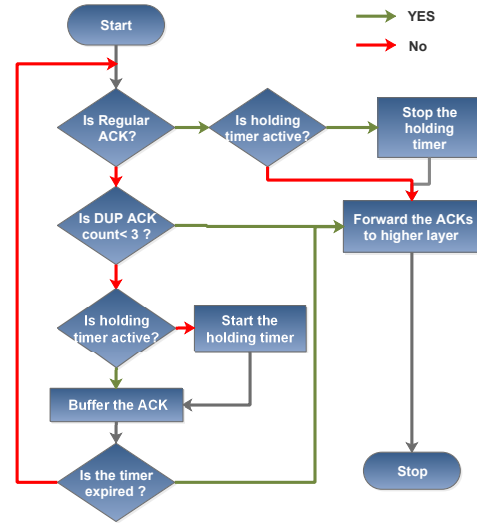 Start
YES
No
Is Regular
ACK?
Is holding
timer active?
Stop the
holding
timer
Is DUP ACK
count< 3 ?
Forward the ACKs
to higher layer
Is holding
timer active?
Start the
holding timer
Buffer the ACK
Is the timer
expired ?
Stop